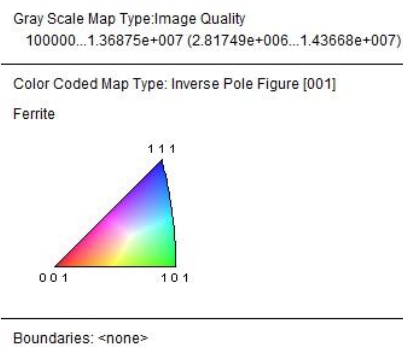 Gray Scale Map Type:Image Quality
100000...1.36875e+007 (2.81749e+006...1.43668e+007)
Color Coded Map Type: Inverse Pole Figure [001]
Ferrite
1 1 1
0 0 1
1 0 1
Boundaries: <none>